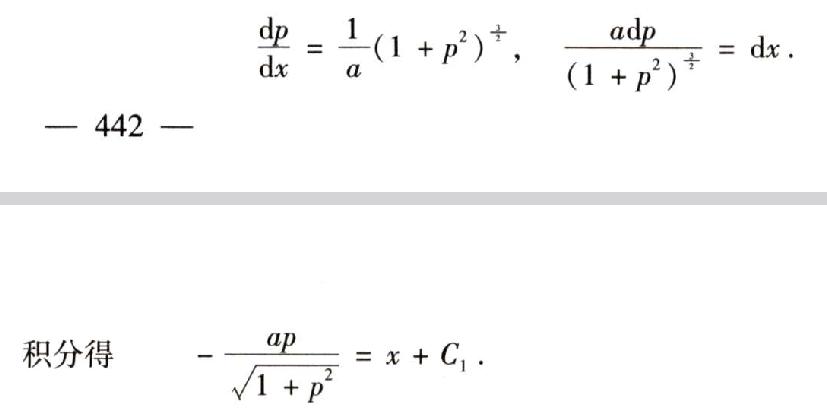 dp/dx = 1/a (1 + p²)^(3/2), adp/(1 + p²)^(3/2) = dx.
— 442 —
积分得 - ap/√(1 + p²) = x + C₁.